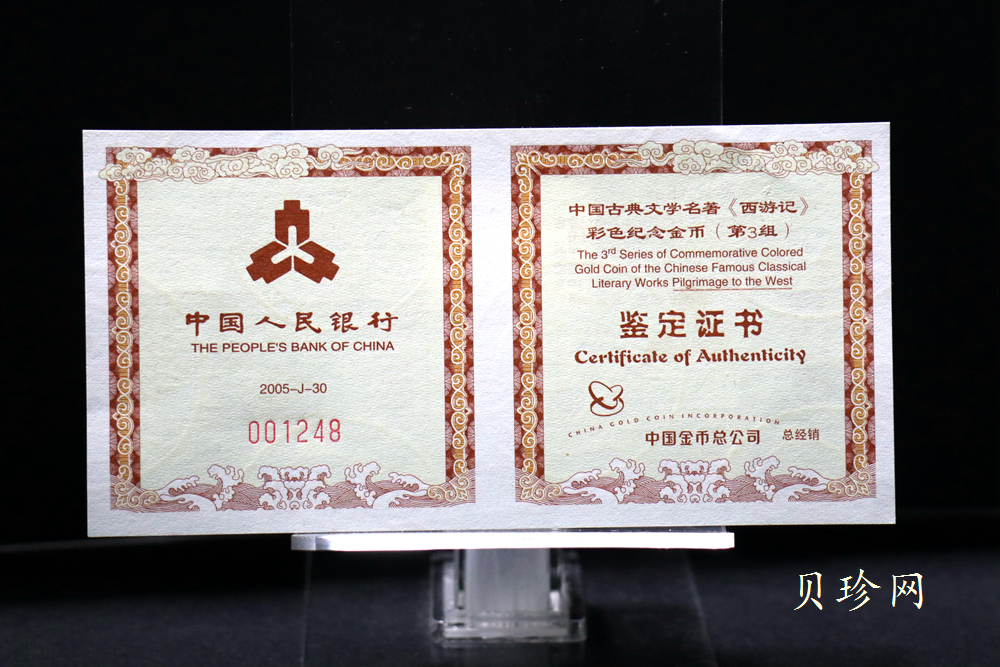 中国人民银行
THE PEOPLE'S BANK OF CHINA
2005-J-30
001248
中国古典文学名著《西游记》
彩色纪念金币（第3组）
The 3rd Series of Commemorative Colored
Gold Coin of the Chinese Famous Classical
Literary Works Pilgrimage to the West
鉴定证书
Certificate of Authenticity
CHINA GOLD COIN INCORPORATION
中国金币总公司 总经销
贝珍网